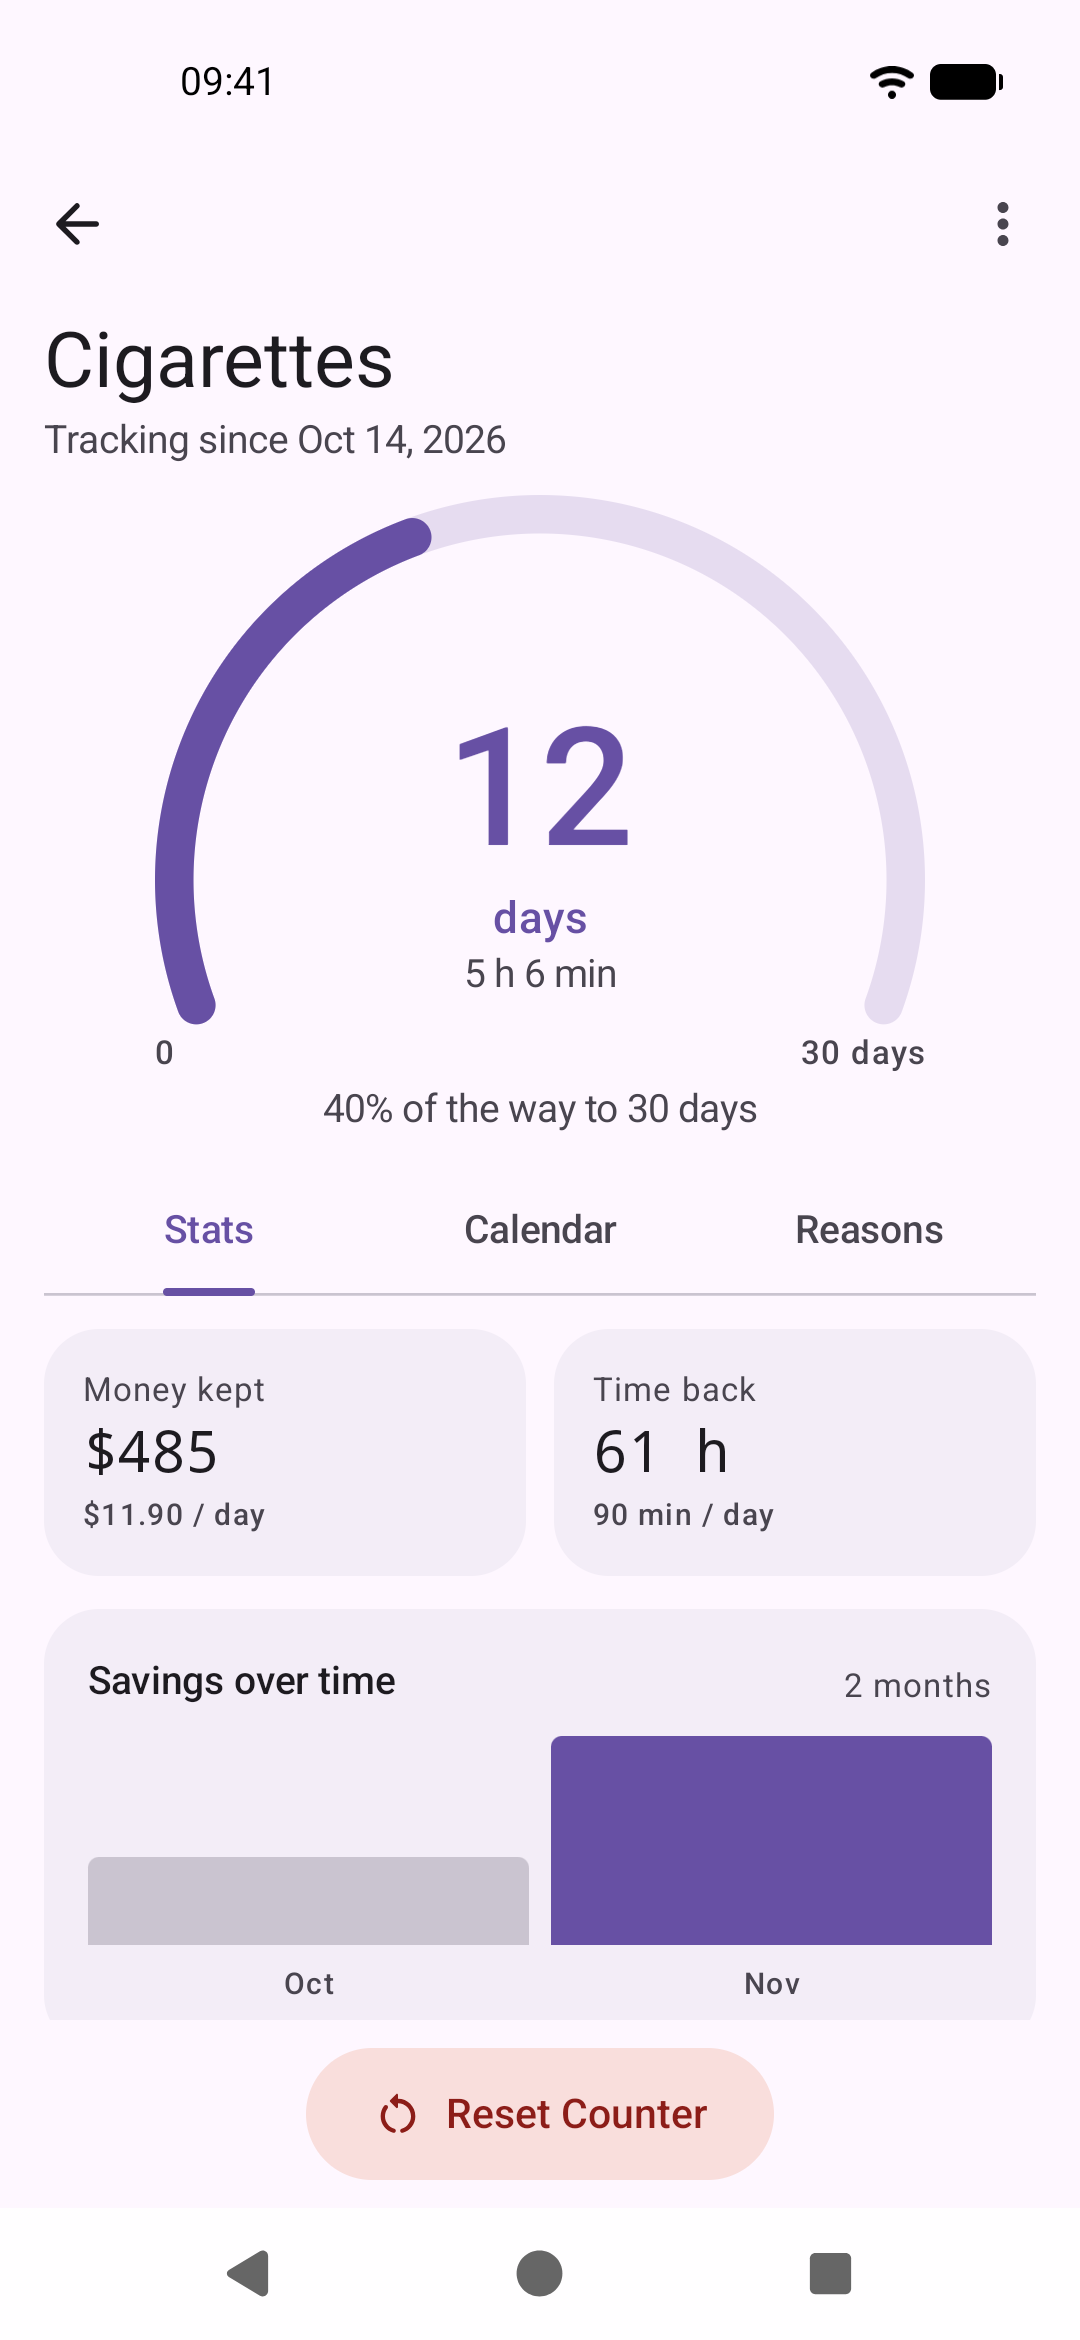 09:41
Cigarettes
Tracking since Oct 14, 2026
12
days
5 h 6 min
0
30 days
40% of the way to 30 days
Stats
Calendar
Reasons
Money kept
$485
$11.90 / day
Time back
61 h
90 min / day
Savings over time
2 months
Oct
Nov
Reset Counter